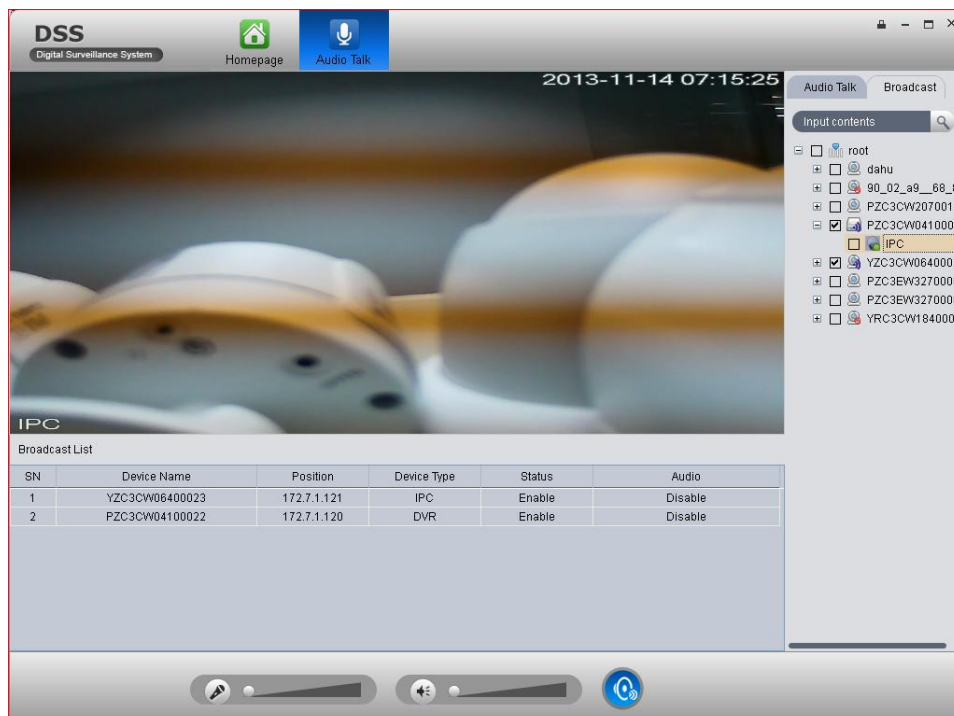 DSS
Digital Surveillance System
Homepage
Audio Talk
2013-11-14 07:15:25
IPC
Audio Talk Broadcast
Input contents
root
dahu
90_02_a9__68_
PZC3CW207001
PZC3CW041000
IPC
YZC3CW064000
PZC3EW327000
PZC3EW327000
YRC3CW184000
Broadcast List
SN Device Name Position Device Type Status Audio
1 YZC3CW06400023 172.7.1.121 IPC Enable Disable
2 PZC3CW04100022 172.7.1.120 DVR Enable Disable